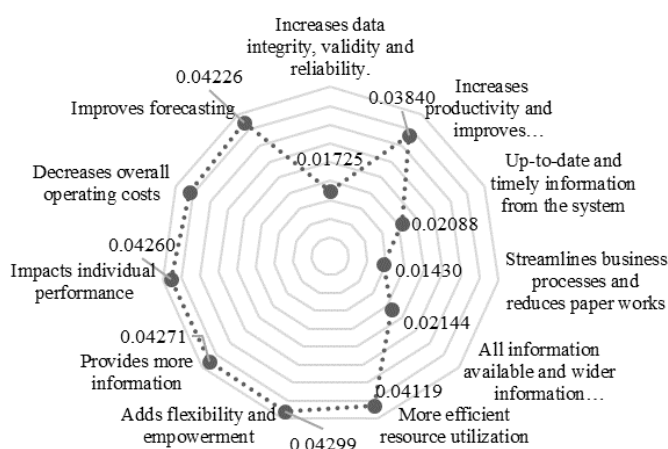 Increases data
integrity, validity and
reliability.
0.04226
0.03840
Increases
productivity and
improves…
Improves forecasting
0.01725
Up-to-date and
timely information
from the system
Decreases overall
operating costs
0.02088
0.04260
Streamlines business
processes and
reduces paper works
0.01430
Impacts individual
performance
0.02144
0.04271
All information
available and wider
information…
Provides more
information
0.04119
More efficient
resource utilization
Adds flexibility and
empowerment
0.04299